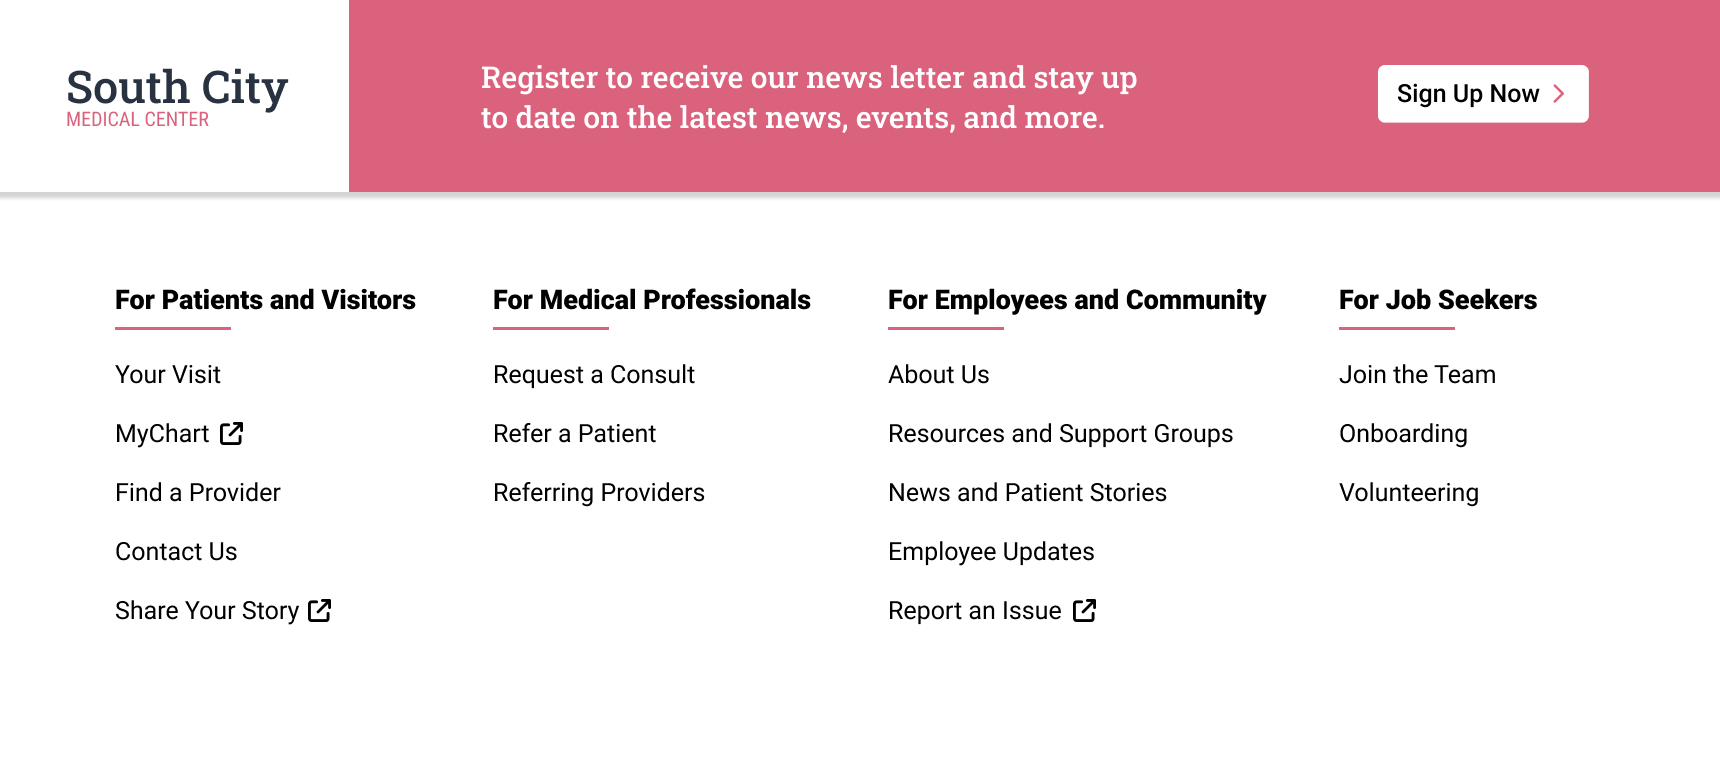 South City
MEDICAL CENTER
Register to receive our news letter and stay up
to date on the latest news, events, and more.
Sign Up Now
For Patients and Visitors
Your Visit
MyChart
Find a Provider
Contact Us
Share Your Story
For Medical Professionals
Request a Consult
Refer a Patient
Referring Providers
For Employees and Community
About Us
Resources and Support Groups
News and Patient Stories
Employee Updates
Report an Issue
For Job Seekers
Join the Team
Onboarding
Volunteering